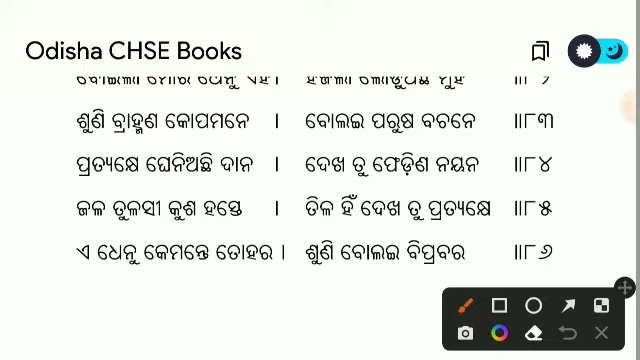 Odisha CHSE Books
ଶୁଣି ବ୍ରାହ୍ମଣ କୋପମନେ । ବୋଲଇ ପରୁଷ ବଚନେ ॥୮୩
ପ୍ରତ୍ୟକ୍ଷେ ଘେନିଅଛି ଦାନ । ଦେଖ ତୁ ଫେଡ଼ିଣ ନୟନ ॥୮୪
ଜଳ ତୁଳସୀ କୁଶ ହସ୍ତେ । ତିଳ ହିଁ ଦେଖ ତୁ ପ୍ରତ୍ୟକ୍ଷେ ॥୮୫
ଏ ଧେନୁ କେମନ୍ତେ ତୋହର । ଶୁଣି ବୋଲଇ ବିପ୍ରବର ॥୮୬